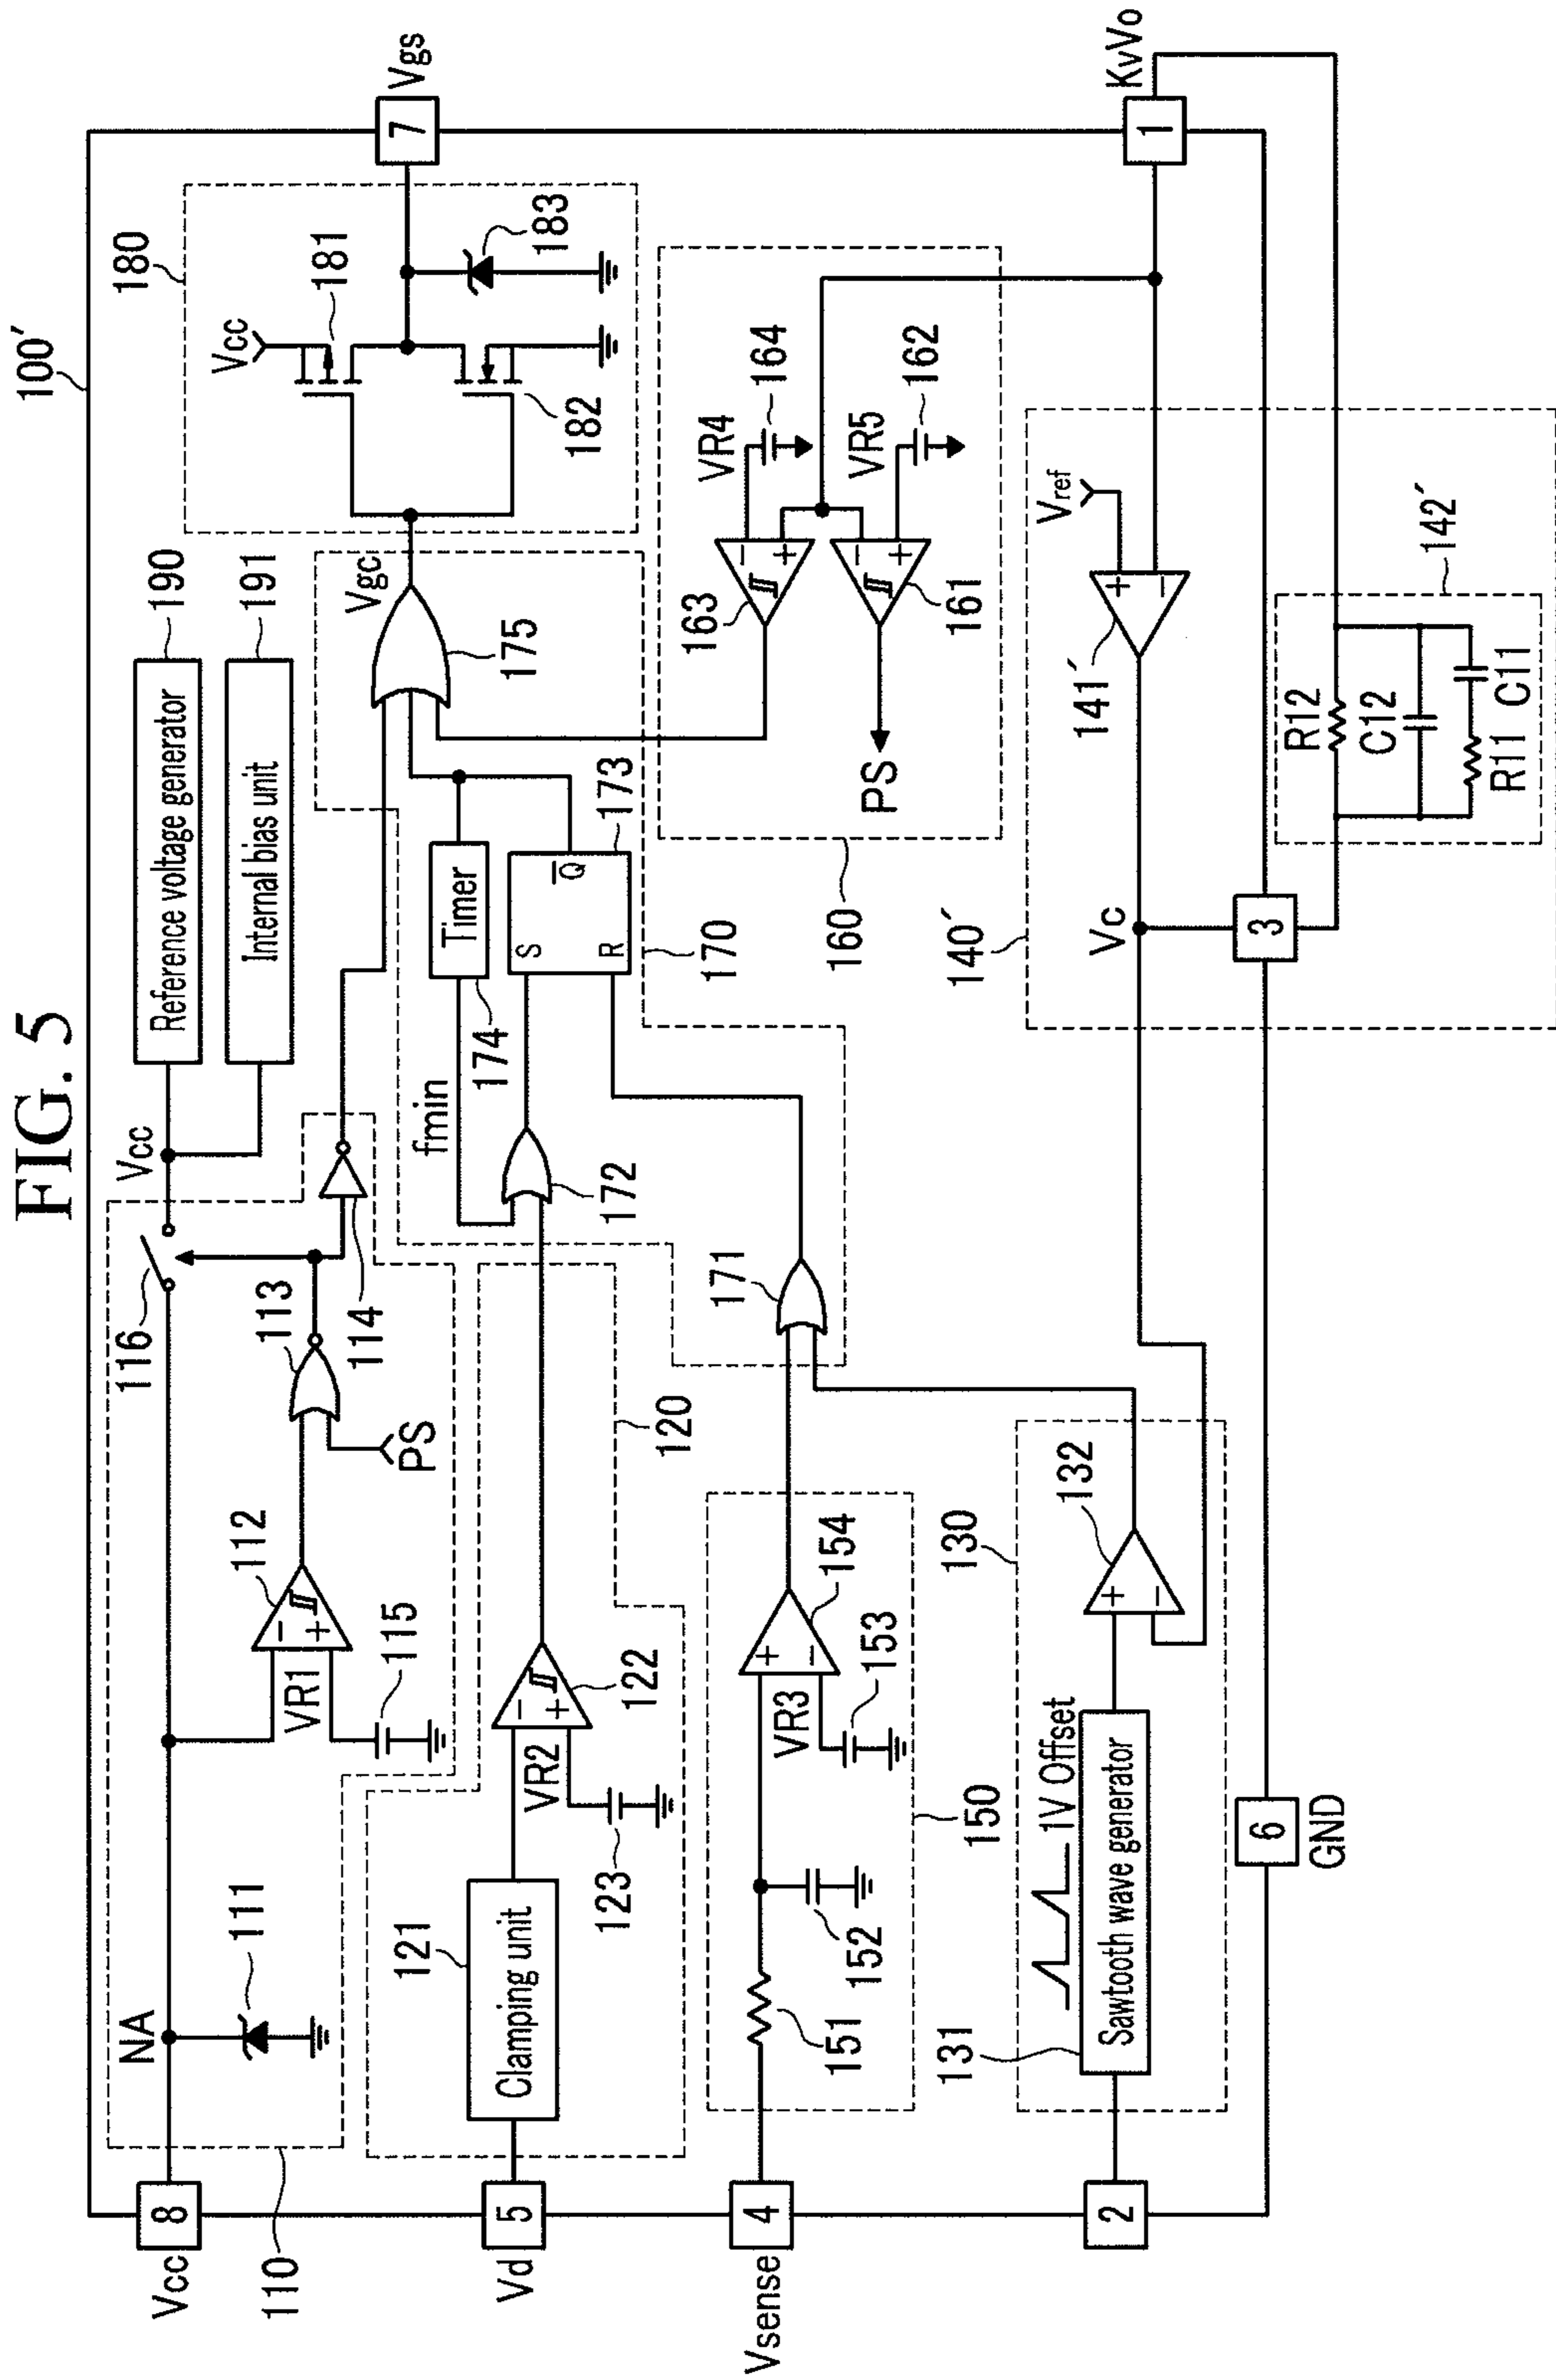 FIG. 5
100´
Vcc
8
110
NA
111
116
Vcc
Reference voltage generator
190
Internal bias unit
191
112
VR1
115
113
PS
114
180
Vcc
181
182
183
7
Vgs
Vd
5
121
Clamping unit
VR2
123
122
120
fmin
172
174
Timer
S
R
Q̅
173
170
Vgc
175
Vsense
4
151
152
VR3
153
154
150
171
163
VR4
164
161
VR5
162
PS
160
2
131
Sawtooth wave generator
1V Offset
130
132
Vc
140´
141´
Vref
1
KvVo
6
GND
3
R12
C12
R11
C11
142´
+
−
+
−
+
−
+
−
+
−
+
−
+
−